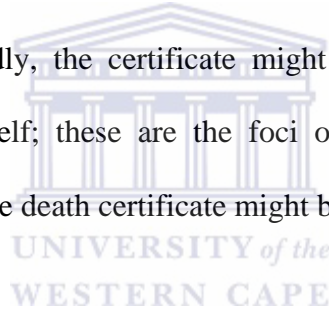 lly, the certificate might
elf; these are the foci o
e death certificate might b
UNIVERSITY of the
WESTERN CAPE